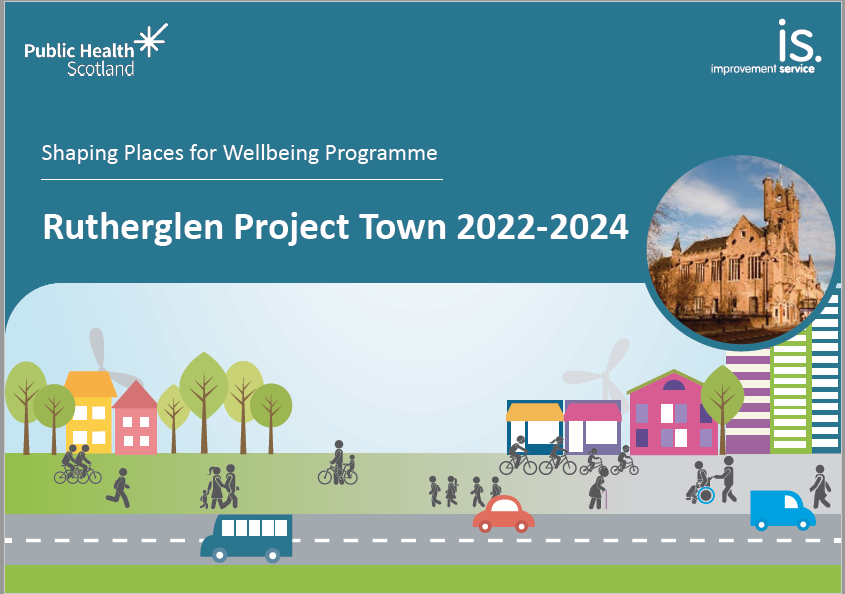 Public Health
Scotland
is.
improvement service
Shaping Places for Wellbeing Programme
Rutherglen Project Town 2022-2024